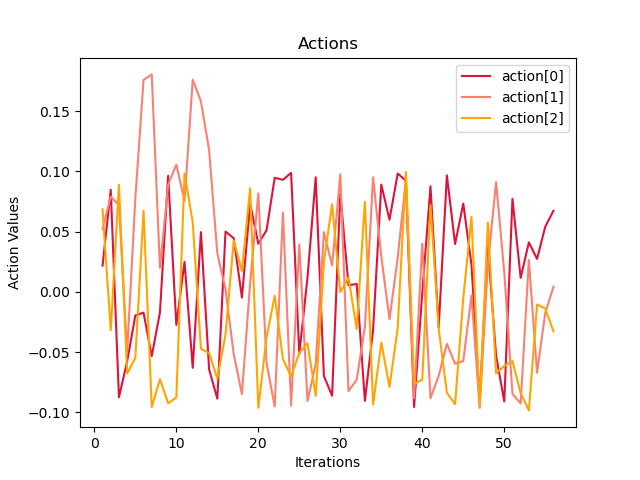 Actions
action[0]
action[1]
action[2]
Action Values
0.15
0.10
0.05
0.00
−0.05
−0.10
0 10 20 30 40 50
Iterations